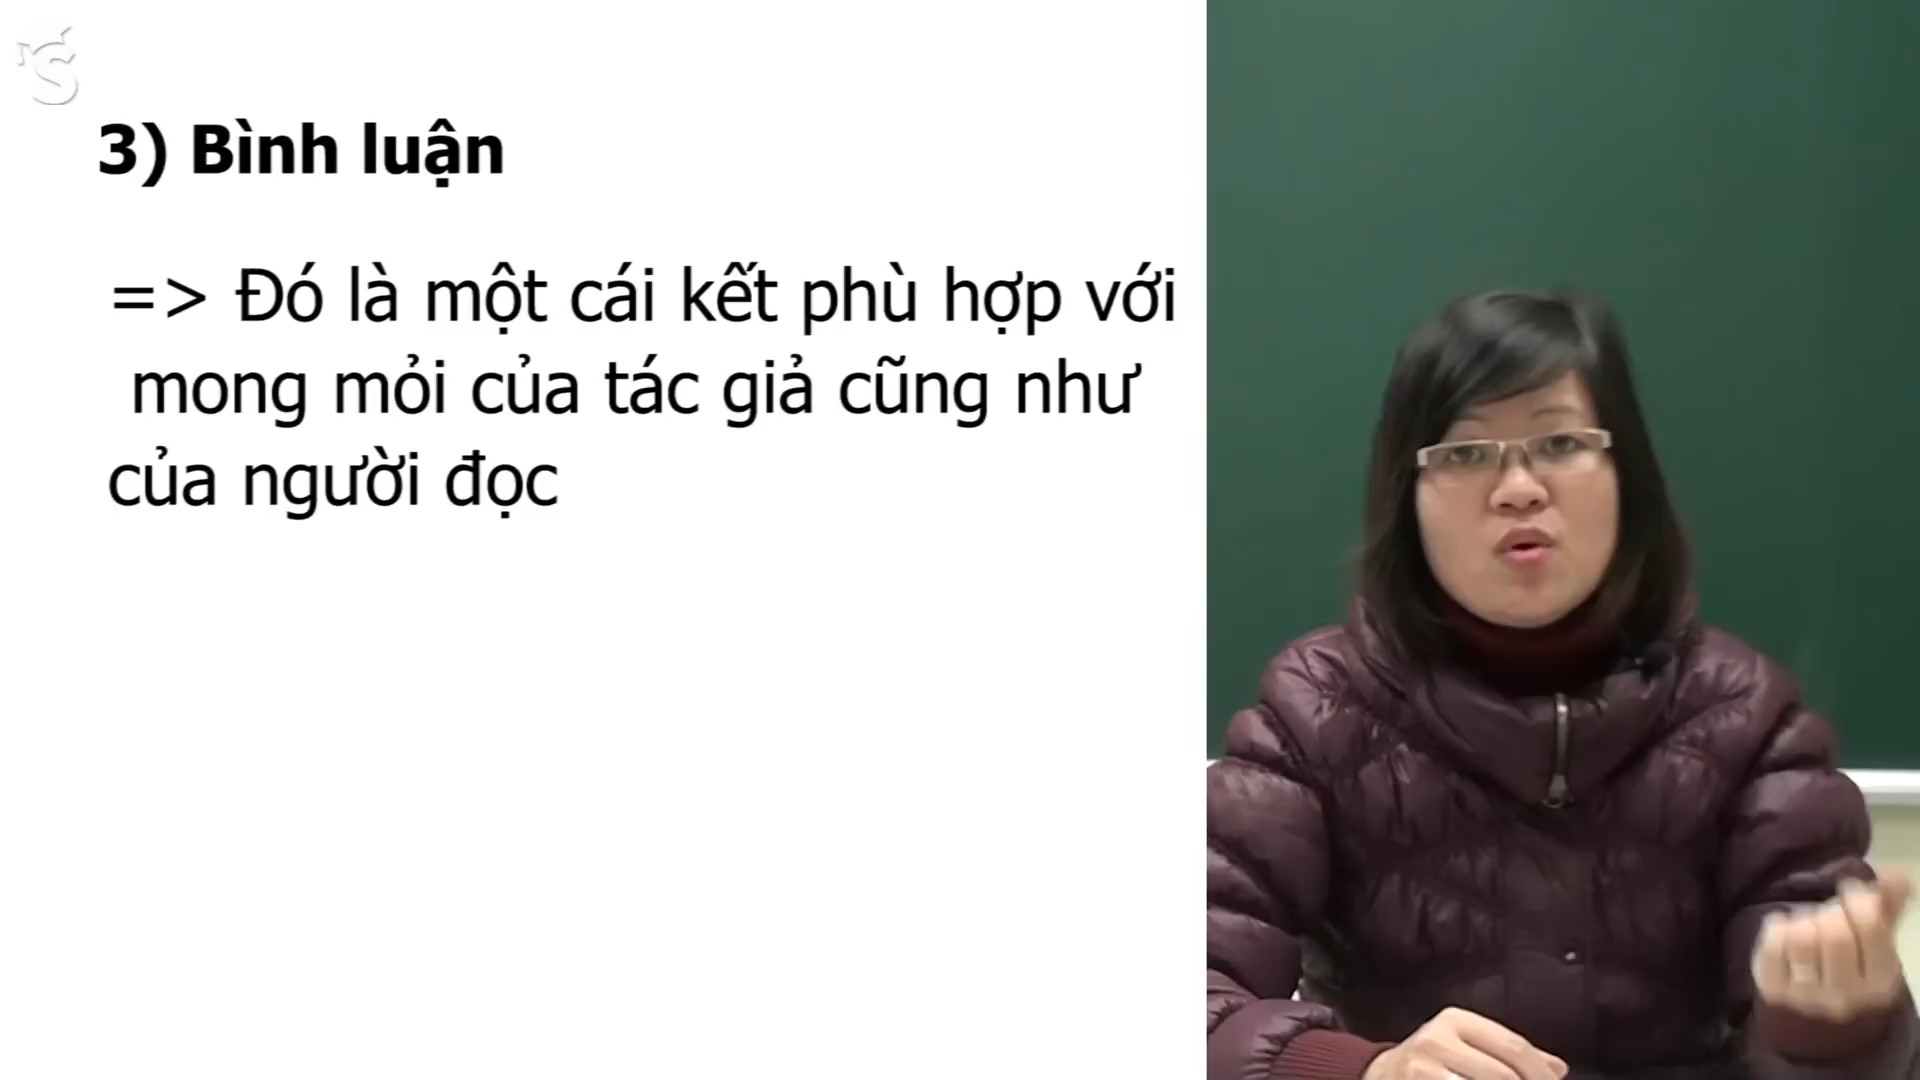 3) Bình luận
=> Đó là một cái kết phù hợp với
mong mỏi của tác giả cũng như
của người đọc